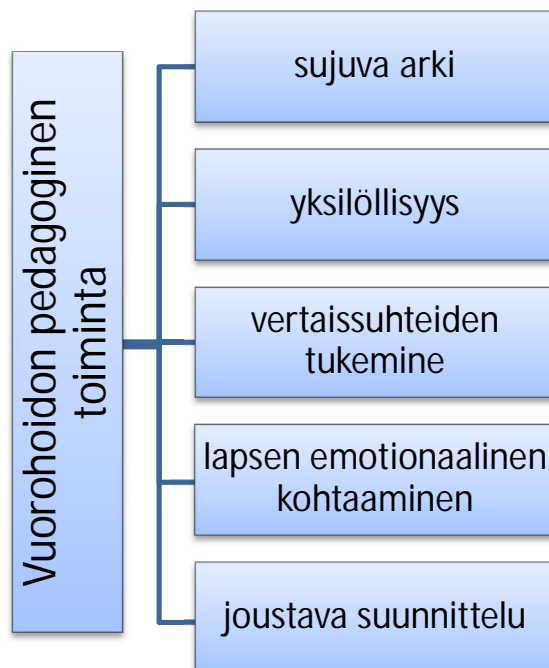 Vuorohoidon pedagoginen
toiminta
sujuva arki
yksilöllisyys
vertaissuhteiden
tukemine
lapsen emotionaalinen
kohtaaminen
joustava suunnittelu